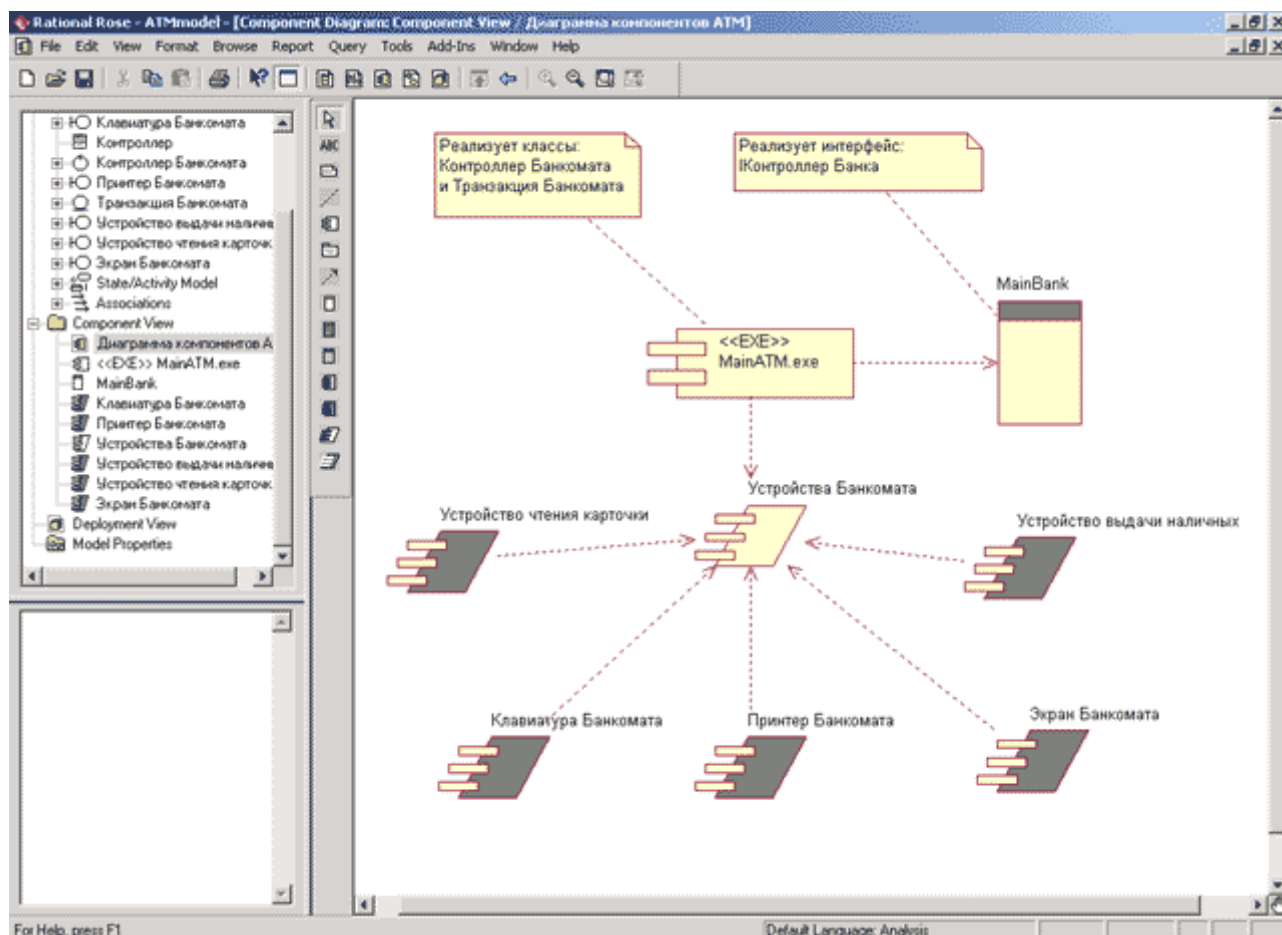 Rational Rose - ATMmodel - [Component Diagram: Component View / Диаграмма компонентов ATM]
File Edit View Format Browse Report Query Tools Add-Ins Window Help
Клавиатура Банкомата
Контроллер
Контроллер Банкомата
Принтер Банкомата
Транзакция Банкомата
Устройство выдачи наличн
Устройство чтения карточк
Экран Банкомата
State/Activity Model
Associations
Component View
Диаграмма компонентов A
<<EXE>> MainATM.exe
MainBank
Клавиатура Банкомата
Принтер Банкомата
Устройства Банкомата
Устройство выдачи наличн
Устройство чтения карточк
Экран Банкомата
Deployment View
Model Properties
ABC
Реализует классы:
Контроллер Банкомата
и Транзакция Банкомата
Реализует интерфейс:
IКонтроллер Банка
MainBank
<<EXE>>
MainATM.exe
Устройства Банкомата
Устройство чтения карточки
Устройство выдачи наличных
Клавиатура Банкомата
Принтер Банкомата
Экран Банкомата
For Help, press F1
Default Language: Analysis